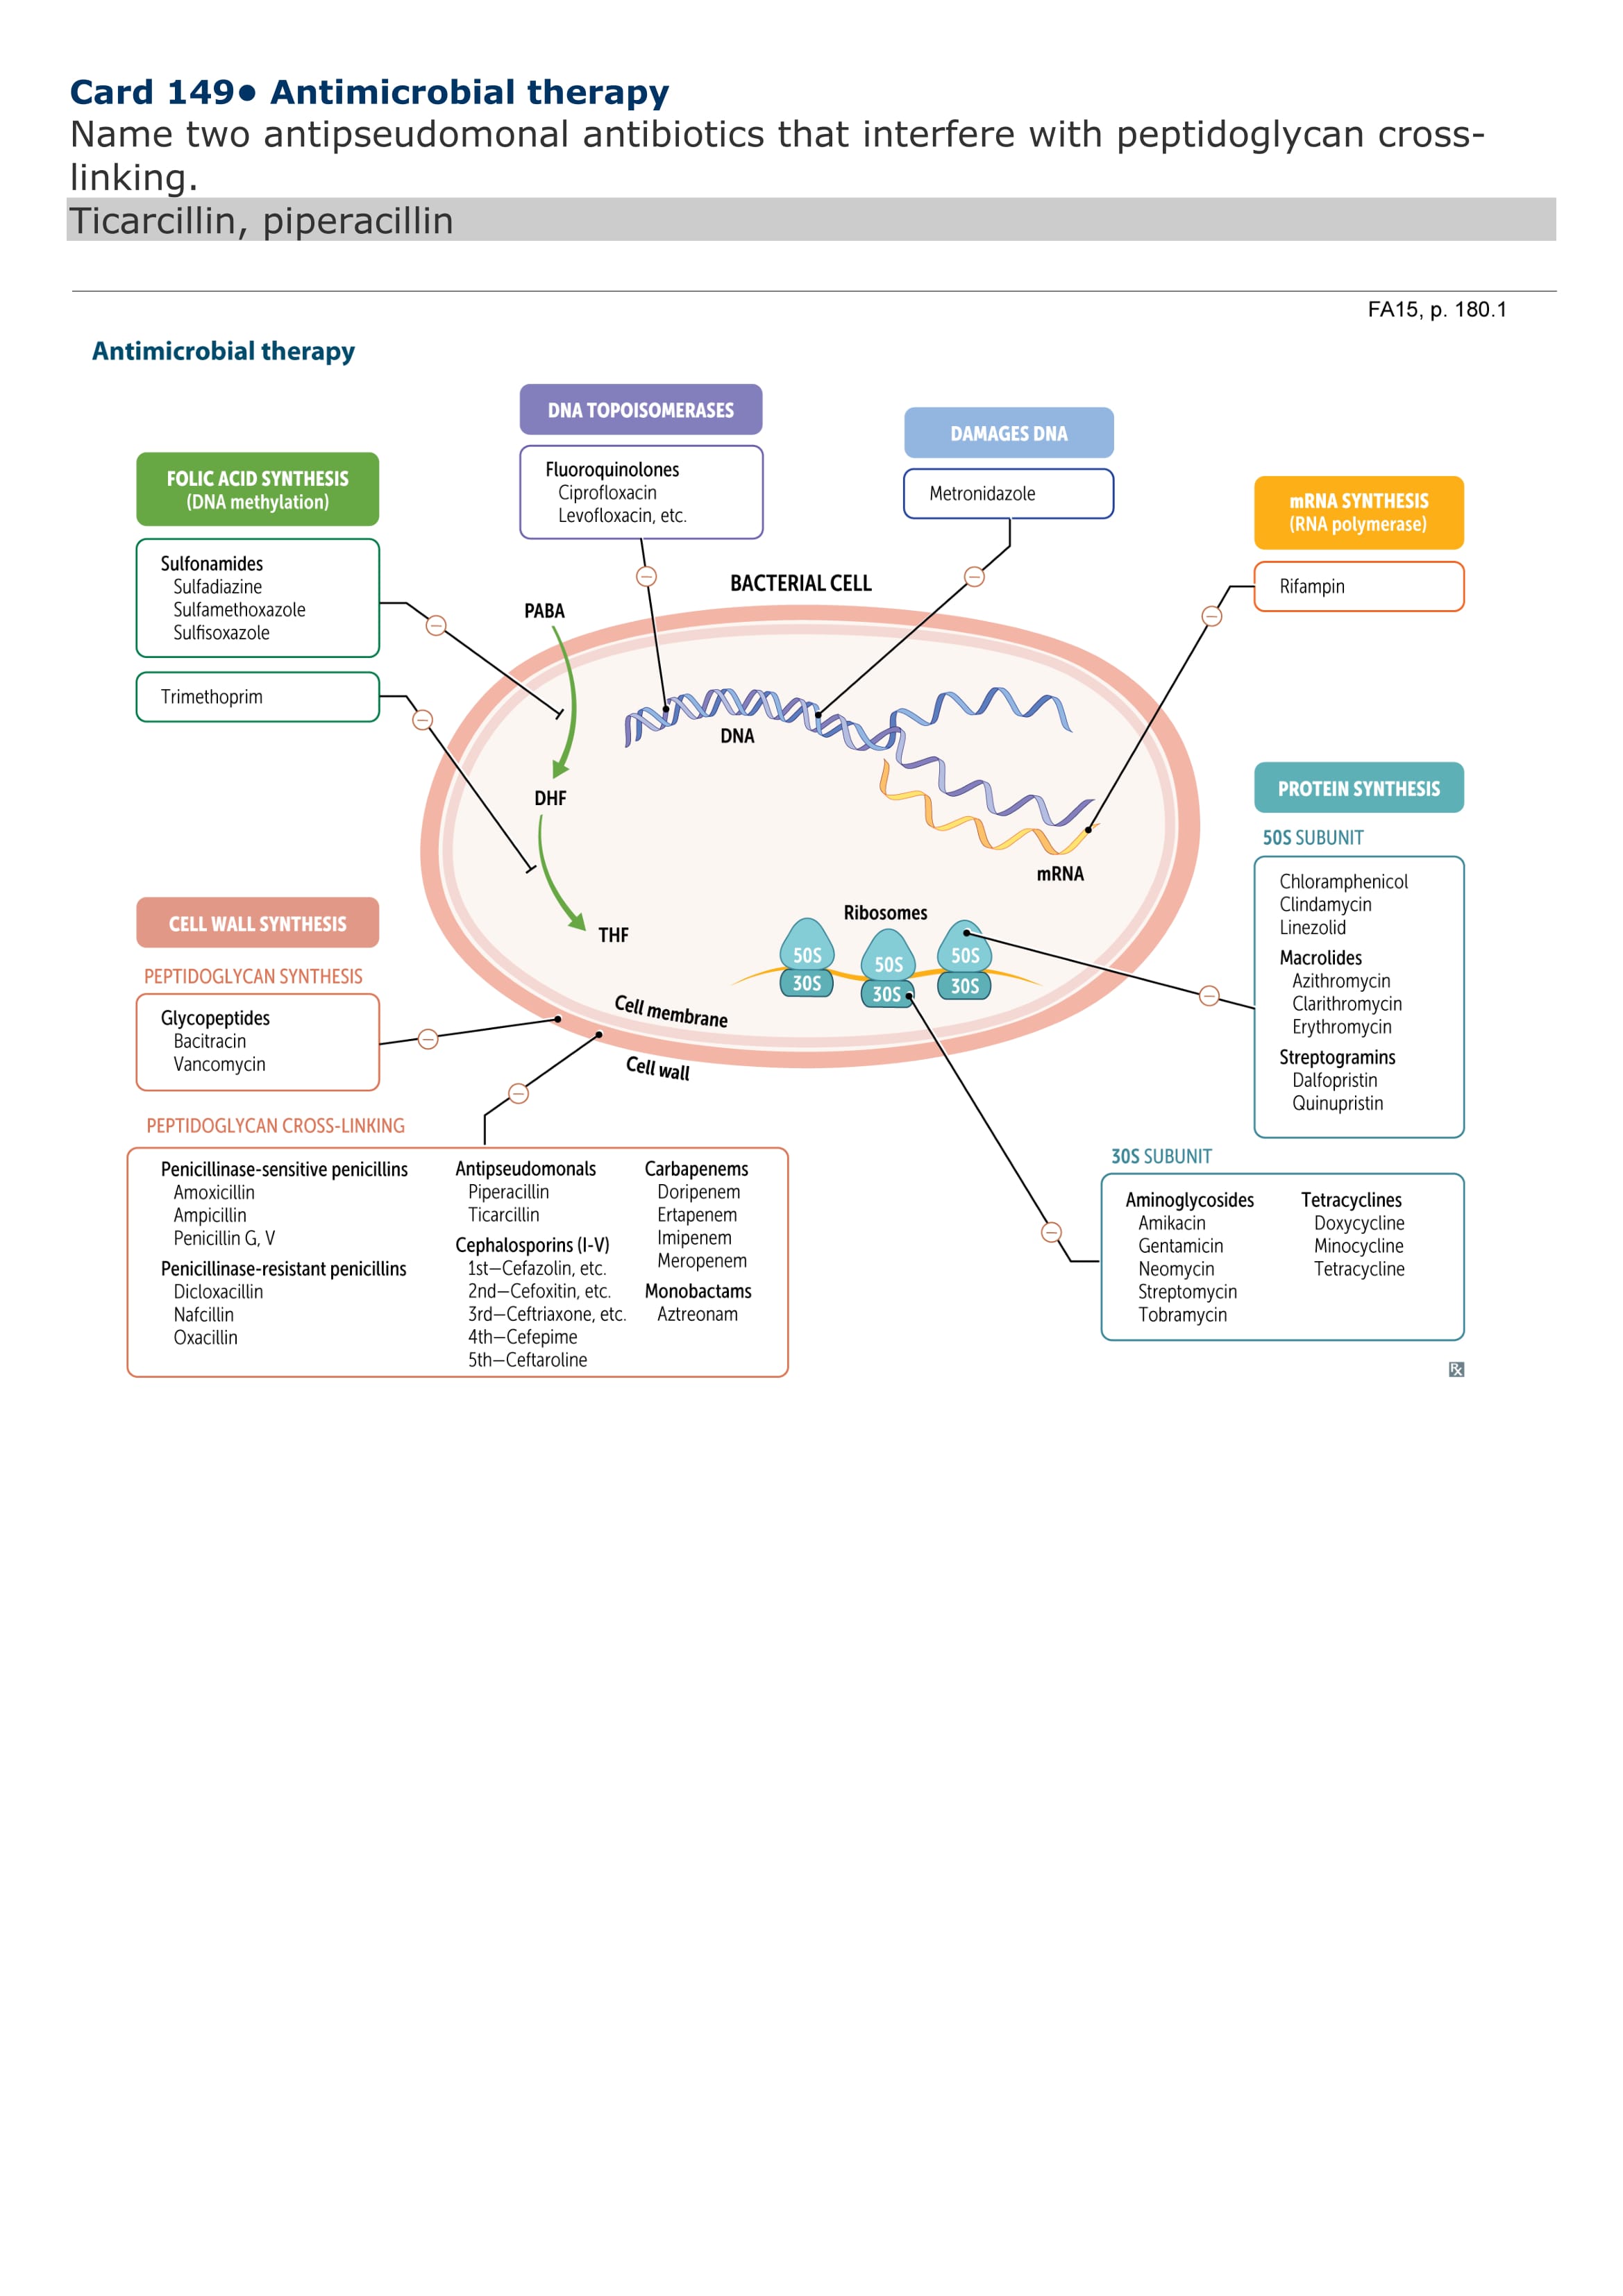 Card 149• Antimicrobial therapy
Name two antipseudomonal antibiotics that interfere with peptidoglycan cross-
linking.
Ticarcillin, piperacillin
FA15, p. 180.1
Antimicrobial therapy
DNA TOPOISOMERASES
Fluoroquinolones
Ciprofloxacin
Levofloxacin, etc.
DAMAGES DNA
Metronidazole
FOLIC ACID SYNTHESIS
(DNA methylation)
Sulfonamides
Sulfadiazine
Sulfamethoxazole
Sulfisoxazole
Trimethoprim
mRNA SYNTHESIS
(RNA polymerase)
Rifampin
BACTERIAL CELL
PABA
DNA
DHF
mRNA
THF
Ribosomes
50S
30S
50S
30S
50S
30S
Cell membrane
Cell wall
PROTEIN SYNTHESIS
50S SUBUNIT
Chloramphenicol
Clindamycin
Linezolid
Macrolides
Azithromycin
Clarithromycin
Erythromycin
Streptogramins
Dalfopristin
Quinupristin
30S SUBUNIT
Aminoglycosides
Amikacin
Gentamicin
Neomycin
Streptomycin
Tobramycin
Tetracyclines
Doxycycline
Minocycline
Tetracycline
CELL WALL SYNTHESIS
PEPTIDOGLYCAN SYNTHESIS
Glycopeptides
Bacitracin
Vancomycin
PEPTIDOGLYCAN CROSS-LINKING
Penicillinase-sensitive penicillins
Amoxicillin
Ampicillin
Penicillin G, V
Penicillinase-resistant penicillins
Dicloxacillin
Nafcillin
Oxacillin
Antipseudomonals
Piperacillin
Ticarcillin
Cephalosporins (I-V)
1st—Cefazolin, etc.
2nd—Cefoxitin, etc.
3rd—Ceftriaxone, etc.
4th—Cefepime
5th—Ceftaroline
Carbapenems
Doripenem
Ertapenem
Imipenem
Meropenem
Monobactams
Aztreonam
Rx